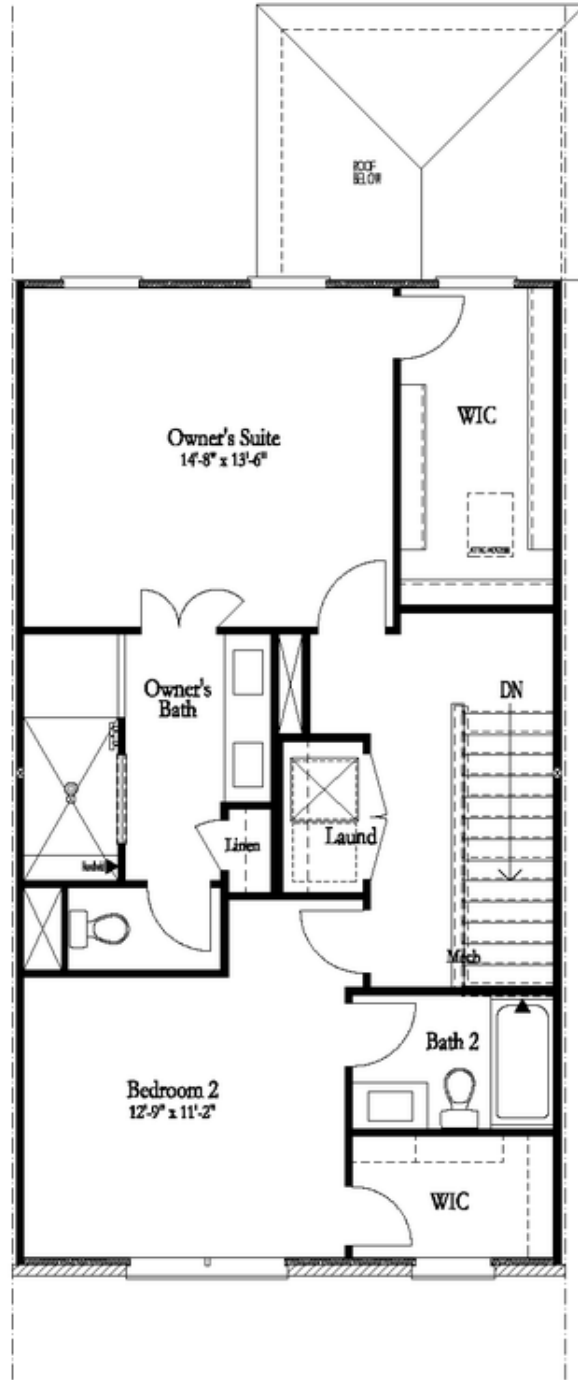 ROOF
BELOW
WIC
Owner's Suite
14'-8" x 13'-6"
DN
Owner's
Bath
Laund
Linen
Mech
Bath 2
Bedroom 2
12'-9" x 11'-2"
WIC